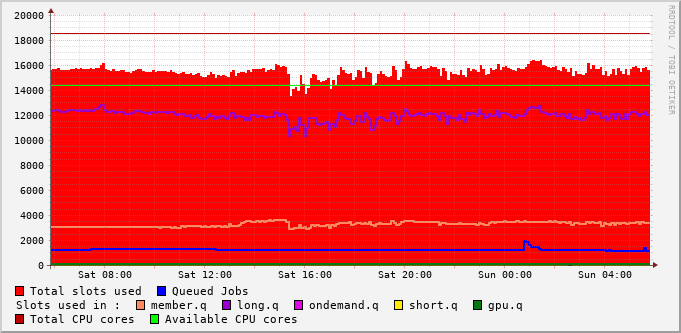 RRDTOOL / TOBI OETIKER
20000
18000
16000
14000
12000
10000
8000
6000
4000
2000
0
Sat 08:00 Sat 12:00 Sat 16:00 Sat 20:00 Sun 00:00 Sun 04:00
Total slots used Queued Jobs
Slots used in : member.q long.q ondemand.q short.q gpu.q
Total CPU cores Available CPU cores